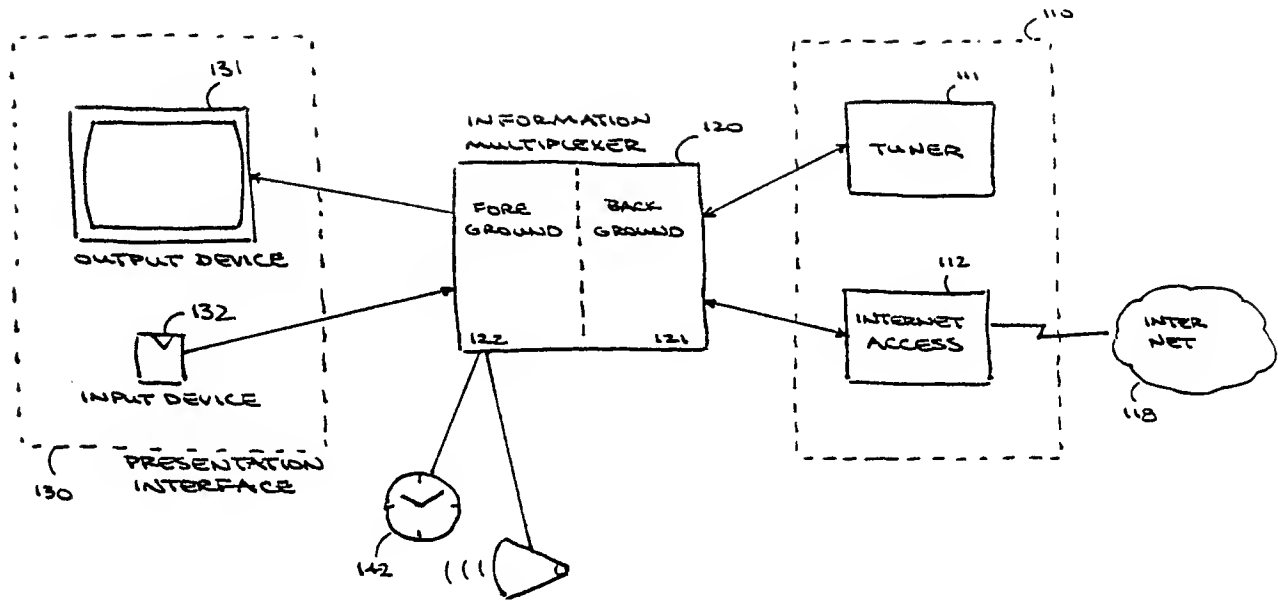 110
131
111
INFORMATION
MULTIPLEXER
120
TUNER
FORE
GROUND
BACK
GROUND
OUTPUT DEVICE
112
132
INTERNET
ACCESS
INTER
NET
122
121
INPUT DEVICE
118
PRESENTATION
INTERFACE
130
142